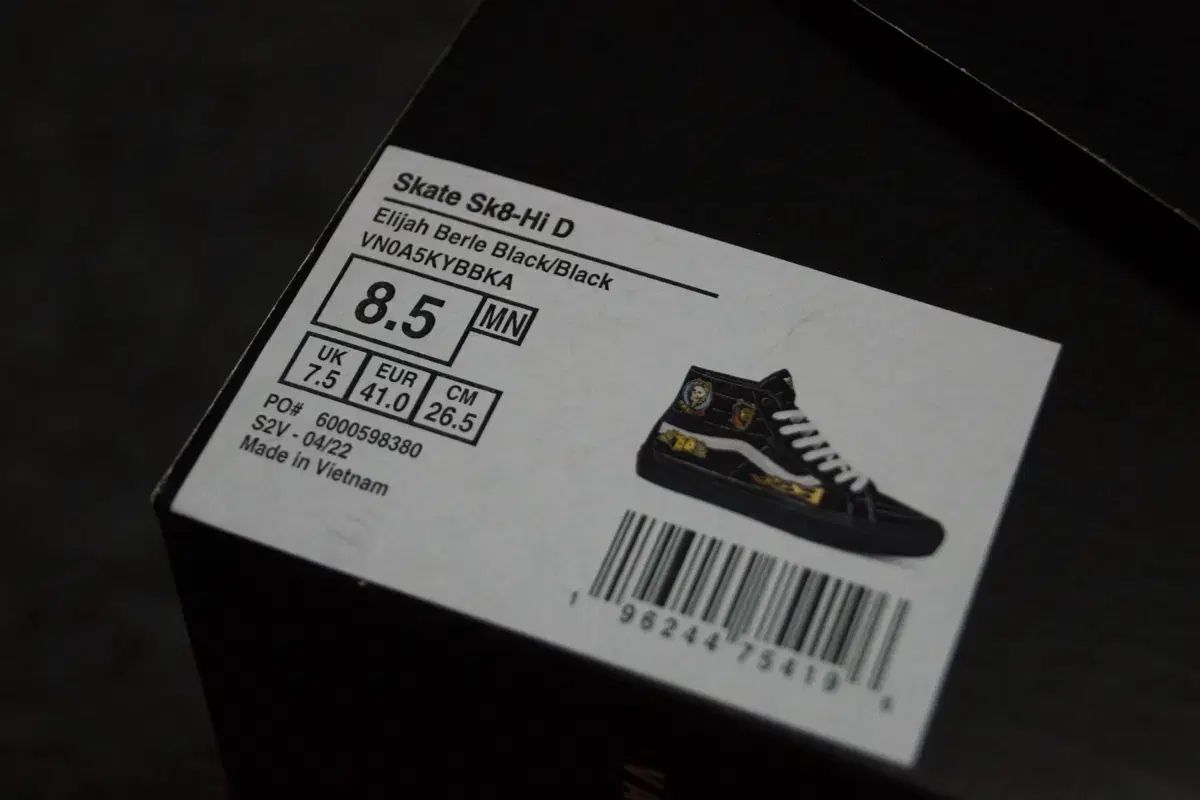 Skate Sk8-Hi D
Elijah Berle Black/Black
VN0A5KYBBKA
8.5 MN
UK EUR CM
7.5 41.0 26.5
PO# 6000598380
S2V - 04/22
Made in Vietnam
1 96244 75419
VA